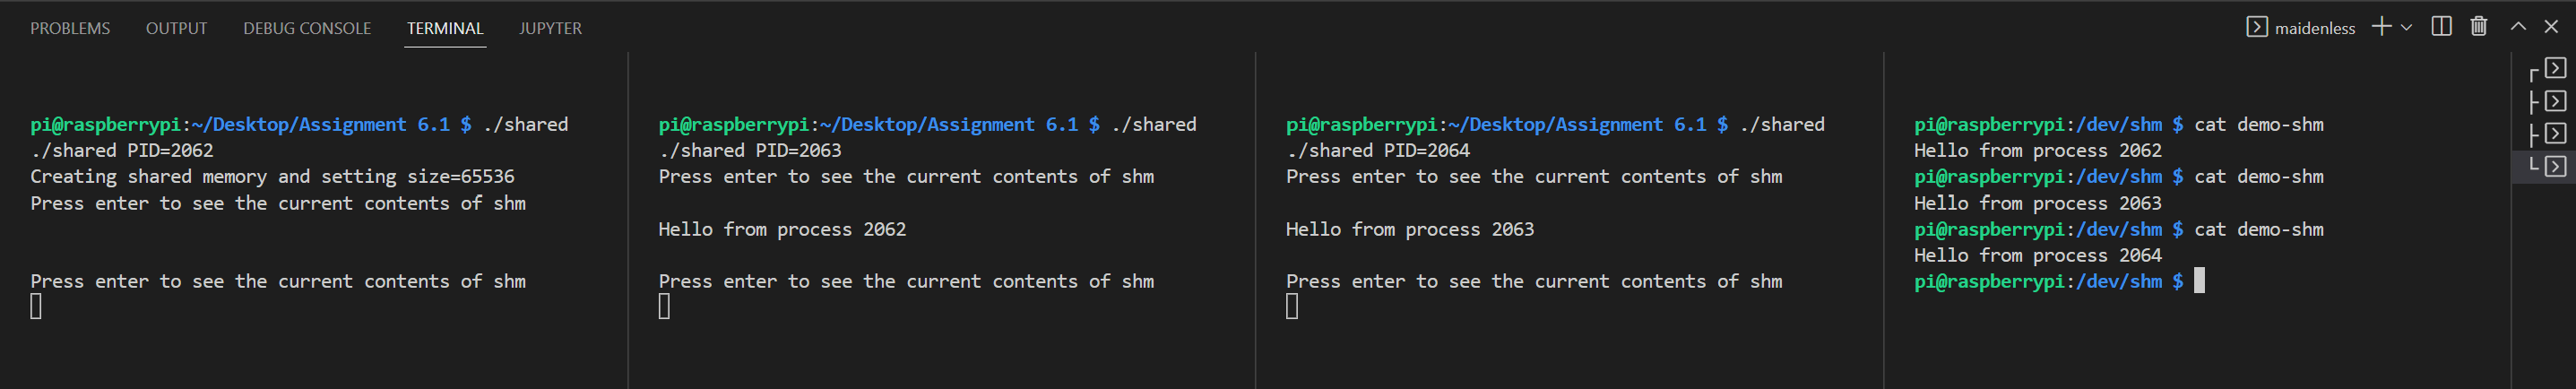 PROBLEMS OUTPUT DEBUG CONSOLE TERMINAL JUPYTER maidenless
pi@raspberrypi:~/Desktop/Assignment 6.1 $ ./shared
./shared PID=2062
Creating shared memory and setting size=65536
Press enter to see the current contents of shm
Press enter to see the current contents of shm
pi@raspberrypi:~/Desktop/Assignment 6.1 $ ./shared
./shared PID=2063
Press enter to see the current contents of shm
Hello from process 2062
Press enter to see the current contents of shm
pi@raspberrypi:~/Desktop/Assignment 6.1 $ ./shared
./shared PID=2064
Press enter to see the current contents of shm
Hello from process 2063
Press enter to see the current contents of shm
pi@raspberrypi:/dev/shm $ cat demo-shm
Hello from process 2062
pi@raspberrypi:/dev/shm $ cat demo-shm
Hello from process 2063
pi@raspberrypi:/dev/shm $ cat demo-shm
Hello from process 2064
pi@raspberrypi:/dev/shm $